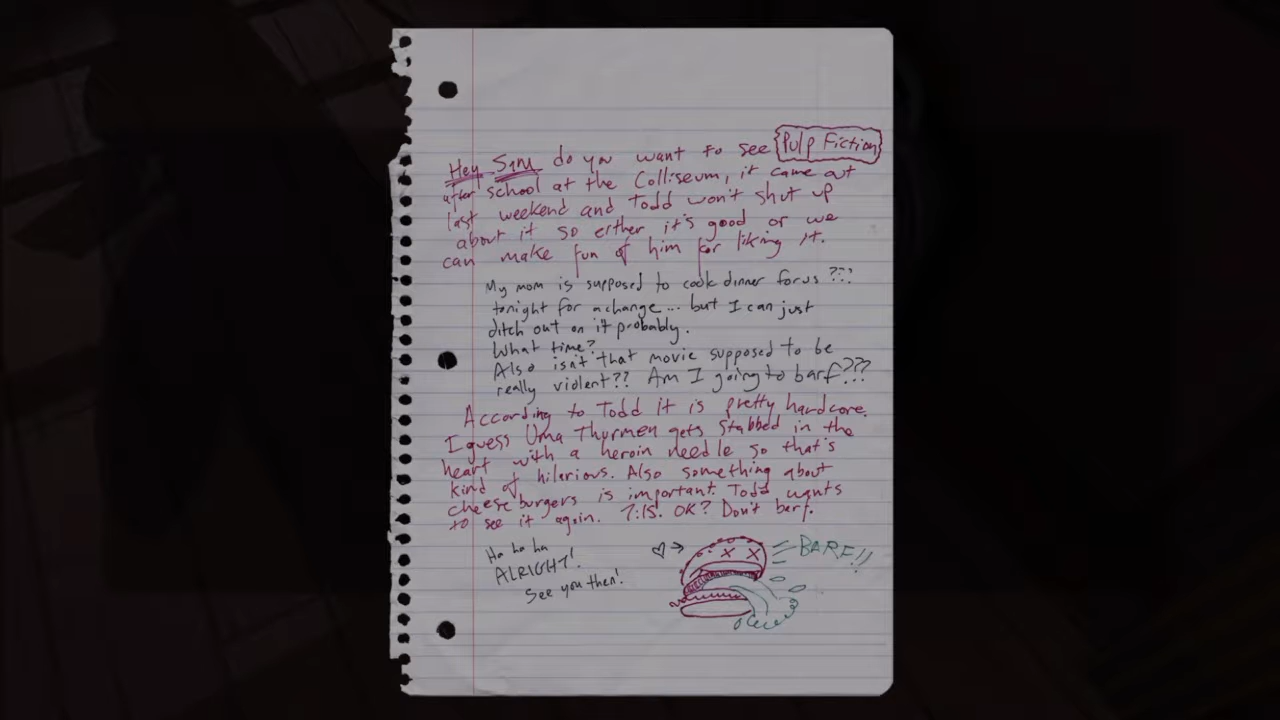 Hey Sam do you want to see Pulp Fiction
after school at the Colliseum, it came out
last weekend and Todd won't shut up
about it so either it's good or we
can make fun of him for liking it.
My mom is supposed to cook dinner for us ???
tonight for a change... but I can just
ditch out on it probably.
What time?
Also isn't that movie supposed to be
really violent?? Am I going to barf???
According to Todd it is pretty hardcore.
I guess Uma Thurmen gets stabbed in the
heart with a heroin needle so that's
kind of hilarious. Also something about
cheeseburgers is important. Todd wants
to see it again. 7:15. OK? Don't barf.
Ha ha ha
ALRIGHT!
See you then!
BARF!!